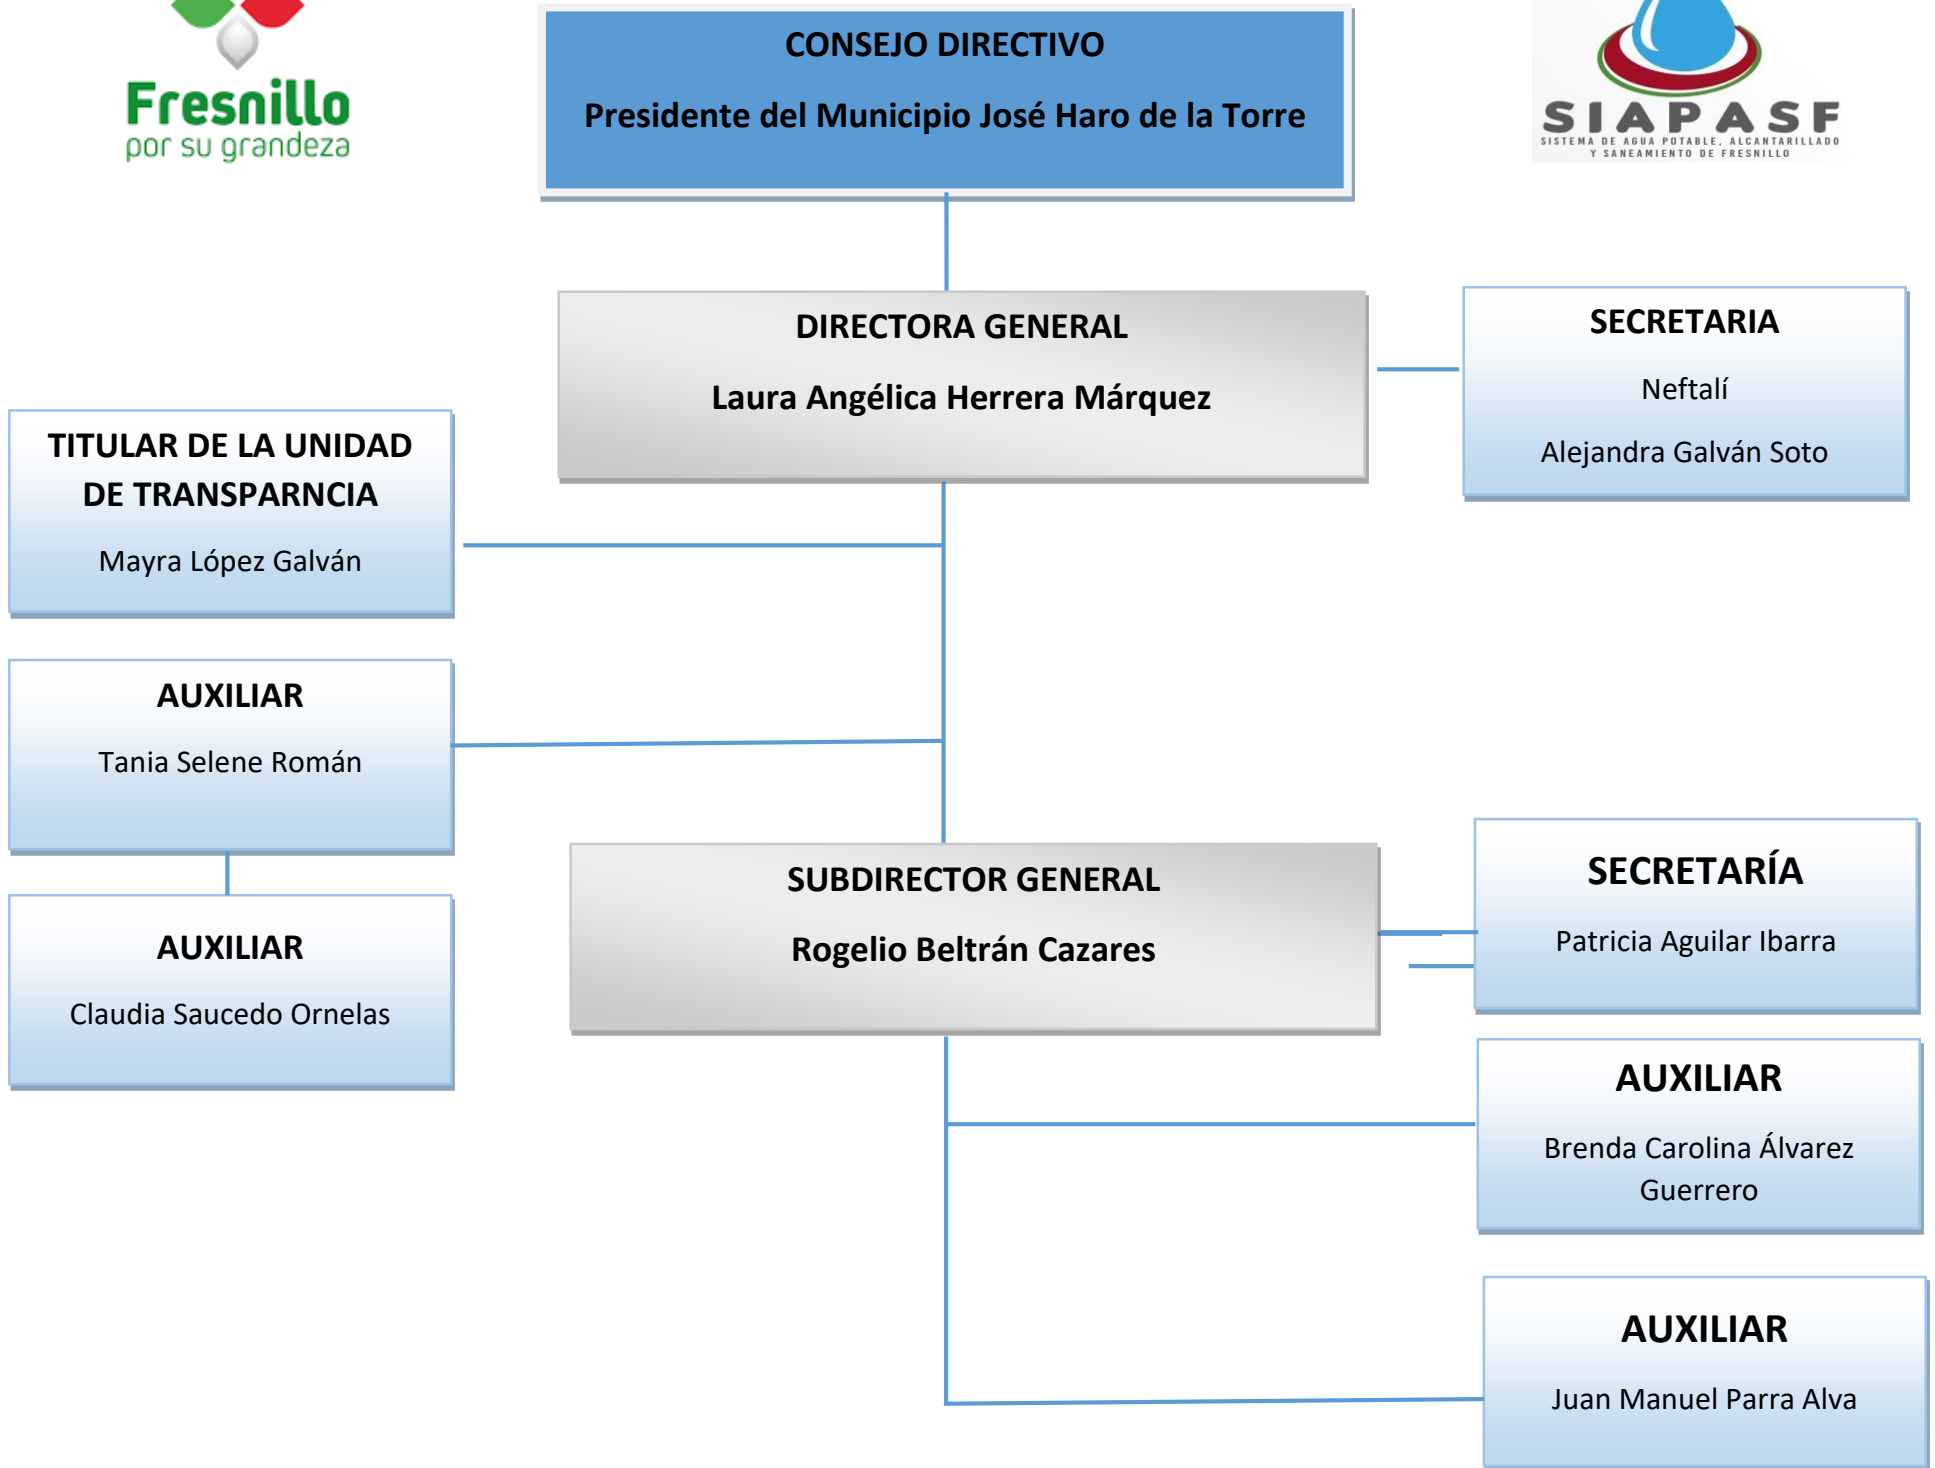 Fresnillo
por su grandeza
CONSEJO DIRECTIVO
Presidente del Municipio José Haro de la Torre
SIAPASF
SISTEMA DE AGUA POTABLE, ALCANTARILLADO
Y SANEAMIENTO DE FRESNILLO
DIRECTORA GENERAL
Laura Angélica Herrera Márquez
SECRETARIA
Neftalí
Alejandra Galván Soto
TITULAR DE LA UNIDAD
DE TRANSPARNCIA
Mayra López Galván
AUXILIAR
Tania Selene Román
AUXILIAR
Claudia Saucedo Ornelas
SUBDIRECTOR GENERAL
Rogelio Beltrán Cazares
SECRETARÍA
Patricia Aguilar Ibarra
AUXILIAR
Brenda Carolina Álvarez
Guerrero
AUXILIAR
Juan Manuel Parra Alva